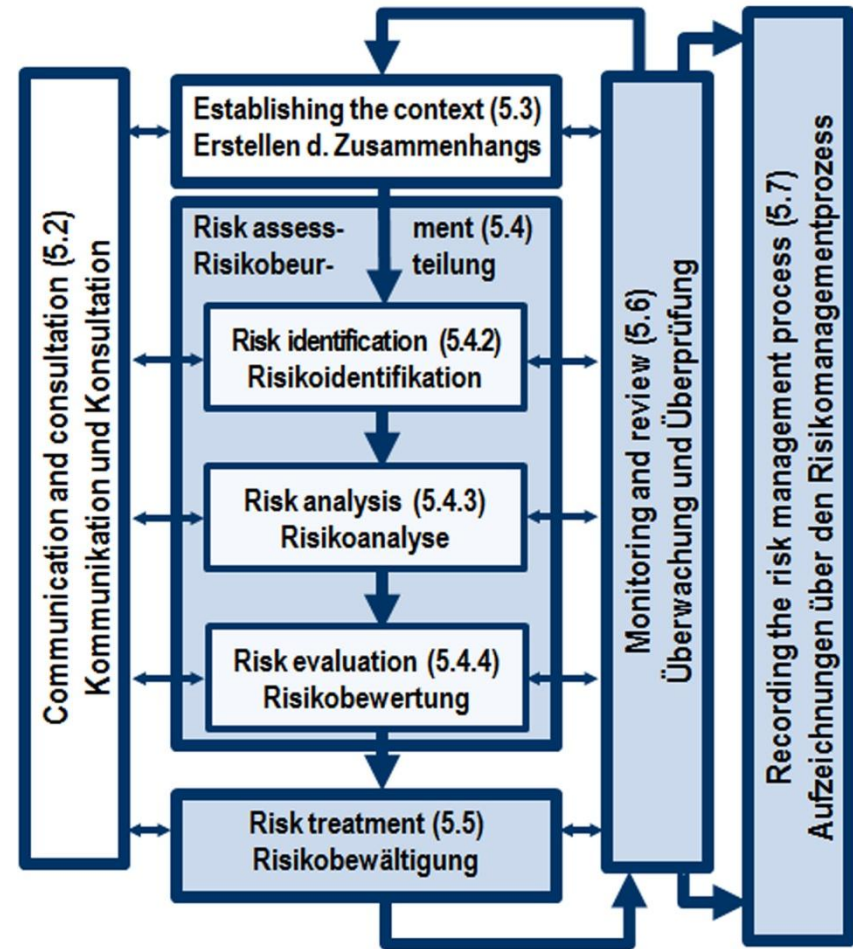 Communication and consultation (5.2)
Kommunikation und Konsultation
Establishing the context (5.3)
Erstellen d. Zusammenhangs
Risk assess- ment (5.4)
Risikobeur- teilung
Risk identification (5.4.2)
Risikoidentifikation
Risk analysis (5.4.3)
Risikoanalyse
Risk evaluation (5.4.4)
Risikobewertung
Risk treatment (5.5)
Risikobewältigung
Monitoring and review (5.6)
Überwachung und Überprüfung
Recording the risk management process (5.7)
Aufzeichnungen über den Risikomanagementprozess